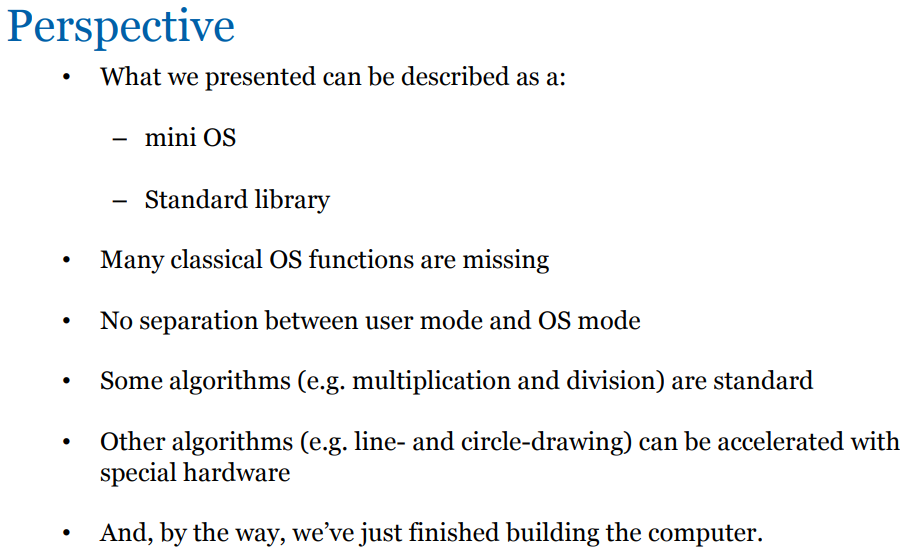 Perspective
• What we presented can be described as a:
– mini OS
– Standard library
• Many classical OS functions are missing
• No separation between user mode and OS mode
• Some algorithms (e.g. multiplication and division) are standard
• Other algorithms (e.g. line- and circle-drawing) can be accelerated with
special hardware
• And, by the way, we’ve just finished building the computer.